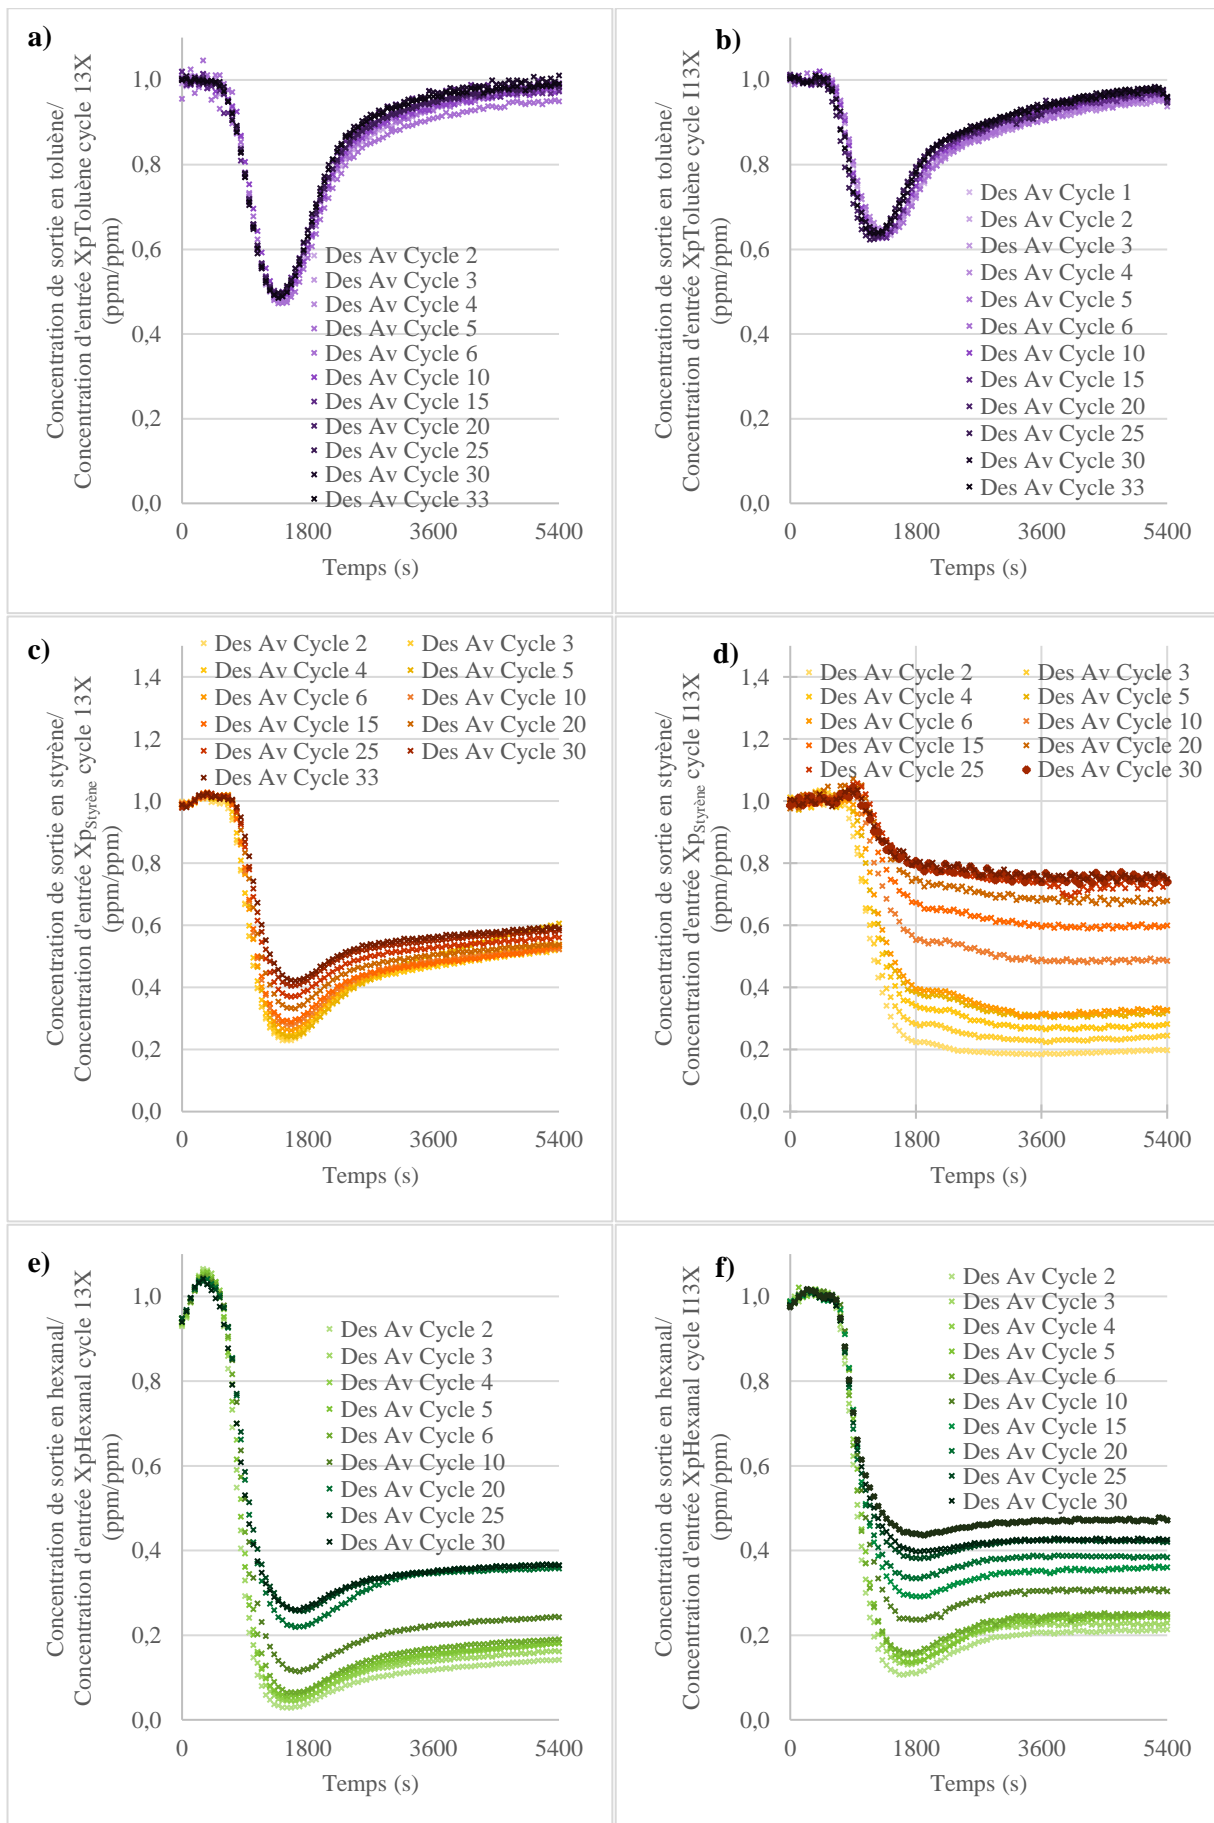 a)
Concentration de sortie en toluène/
Concentration d'entrée XpToluène cycle 13X
(ppm/ppm)
1,0
0,8
0,6
0,4
0,2
0,0
Des Av Cycle 2
Des Av Cycle 3
Des Av Cycle 4
Des Av Cycle 5
Des Av Cycle 6
Des Av Cycle 10
Des Av Cycle 15
Des Av Cycle 20
Des Av Cycle 25
Des Av Cycle 30
Des Av Cycle 33
0 1800 3600 5400
Temps (s)
b)
Concentration de sortie en toluène/
Concentration d'entrée XpToluène cycle I13X
(ppm/ppm)
1,0
0,8
0,6
0,4
0,2
0,0
Des Av Cycle 1
Des Av Cycle 2
Des Av Cycle 3
Des Av Cycle 4
Des Av Cycle 5
Des Av Cycle 6
Des Av Cycle 10
Des Av Cycle 15
Des Av Cycle 20
Des Av Cycle 25
Des Av Cycle 30
Des Av Cycle 33
0 1800 3600 5400
Temps (s)
c)
Concentration de sortie en styrène/
Concentration d'entrée XpStyrène cycle 13X
(ppm/ppm)
1,4
1,2
1,0
0,8
0,6
0,4
0,2
0,0
Des Av Cycle 2 Des Av Cycle 3
Des Av Cycle 4 Des Av Cycle 5
Des Av Cycle 6 Des Av Cycle 10
Des Av Cycle 15 Des Av Cycle 20
Des Av Cycle 25 Des Av Cycle 30
Des Av Cycle 33
0 1800 3600 5400
Temps (s)
d)
Concentration de sortie en styrène/
Concentration d'entrée XpStyrène cycle I13X
(ppm/ppm)
1,4
1,2
1,0
0,8
0,6
0,4
0,2
0,0
Des Av Cycle 2 Des Av Cycle 3
Des Av Cycle 4 Des Av Cycle 5
Des Av Cycle 6 Des Av Cycle 10
Des Av Cycle 15 Des Av Cycle 20
Des Av Cycle 25 Des Av Cycle 30
0 1800 3600 5400
Temps (s)
e)
Concentration de sortie en hexanal/
Concentration d'entrée XpHexanal cycle 13X
(ppm/ppm)
1,0
0,8
0,6
0,4
0,2
0,0
Des Av Cycle 2
Des Av Cycle 3
Des Av Cycle 4
Des Av Cycle 5
Des Av Cycle 6
Des Av Cycle 10
Des Av Cycle 20
Des Av Cycle 25
Des Av Cycle 30
0 1800 3600 5400
Temps (s)
f)
Concentration de sortie en hexanal/
Concentration d'entrée XpHexanal cycle I13X
(ppm/ppm)
1,0
0,8
0,6
0,4
0,2
0,0
Des Av Cycle 2
Des Av Cycle 3
Des Av Cycle 4
Des Av Cycle 5
Des Av Cycle 6
Des Av Cycle 10
Des Av Cycle 15
Des Av Cycle 20
Des Av Cycle 25
Des Av Cycle 30
0 1800 3600 5400
Temps (s)